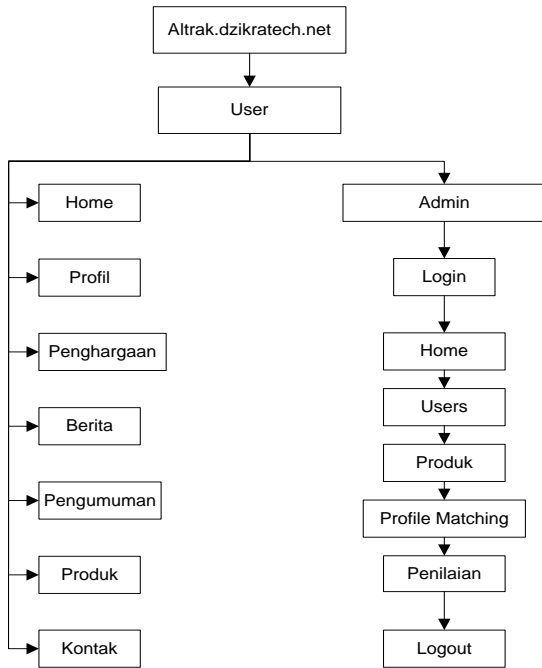 Altrak.dzikratech.net
User
Home
Profil
Penghargaan
Berita
Pengumuman
Produk
Kontak
Admin
Login
Home
Users
Produk
Profile Matching
Penilaian
Logout